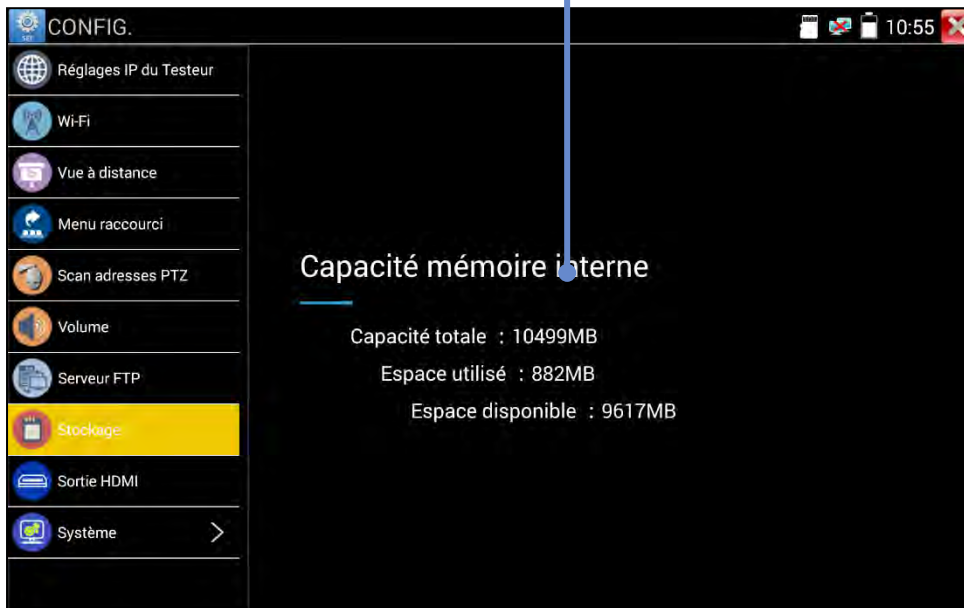 CONFIG.
10:55
SET
Réglages IP du Testeur
Wi-Fi
Vue à distance
Menu raccourci
Scan adresses PTZ
Volume
Serveur FTP
Stockage
Sortie HDMI
Système
Capacité mémoire interne
Capacité totale : 10499MB
Espace utilisé : 882MB
Espace disponible : 9617MB